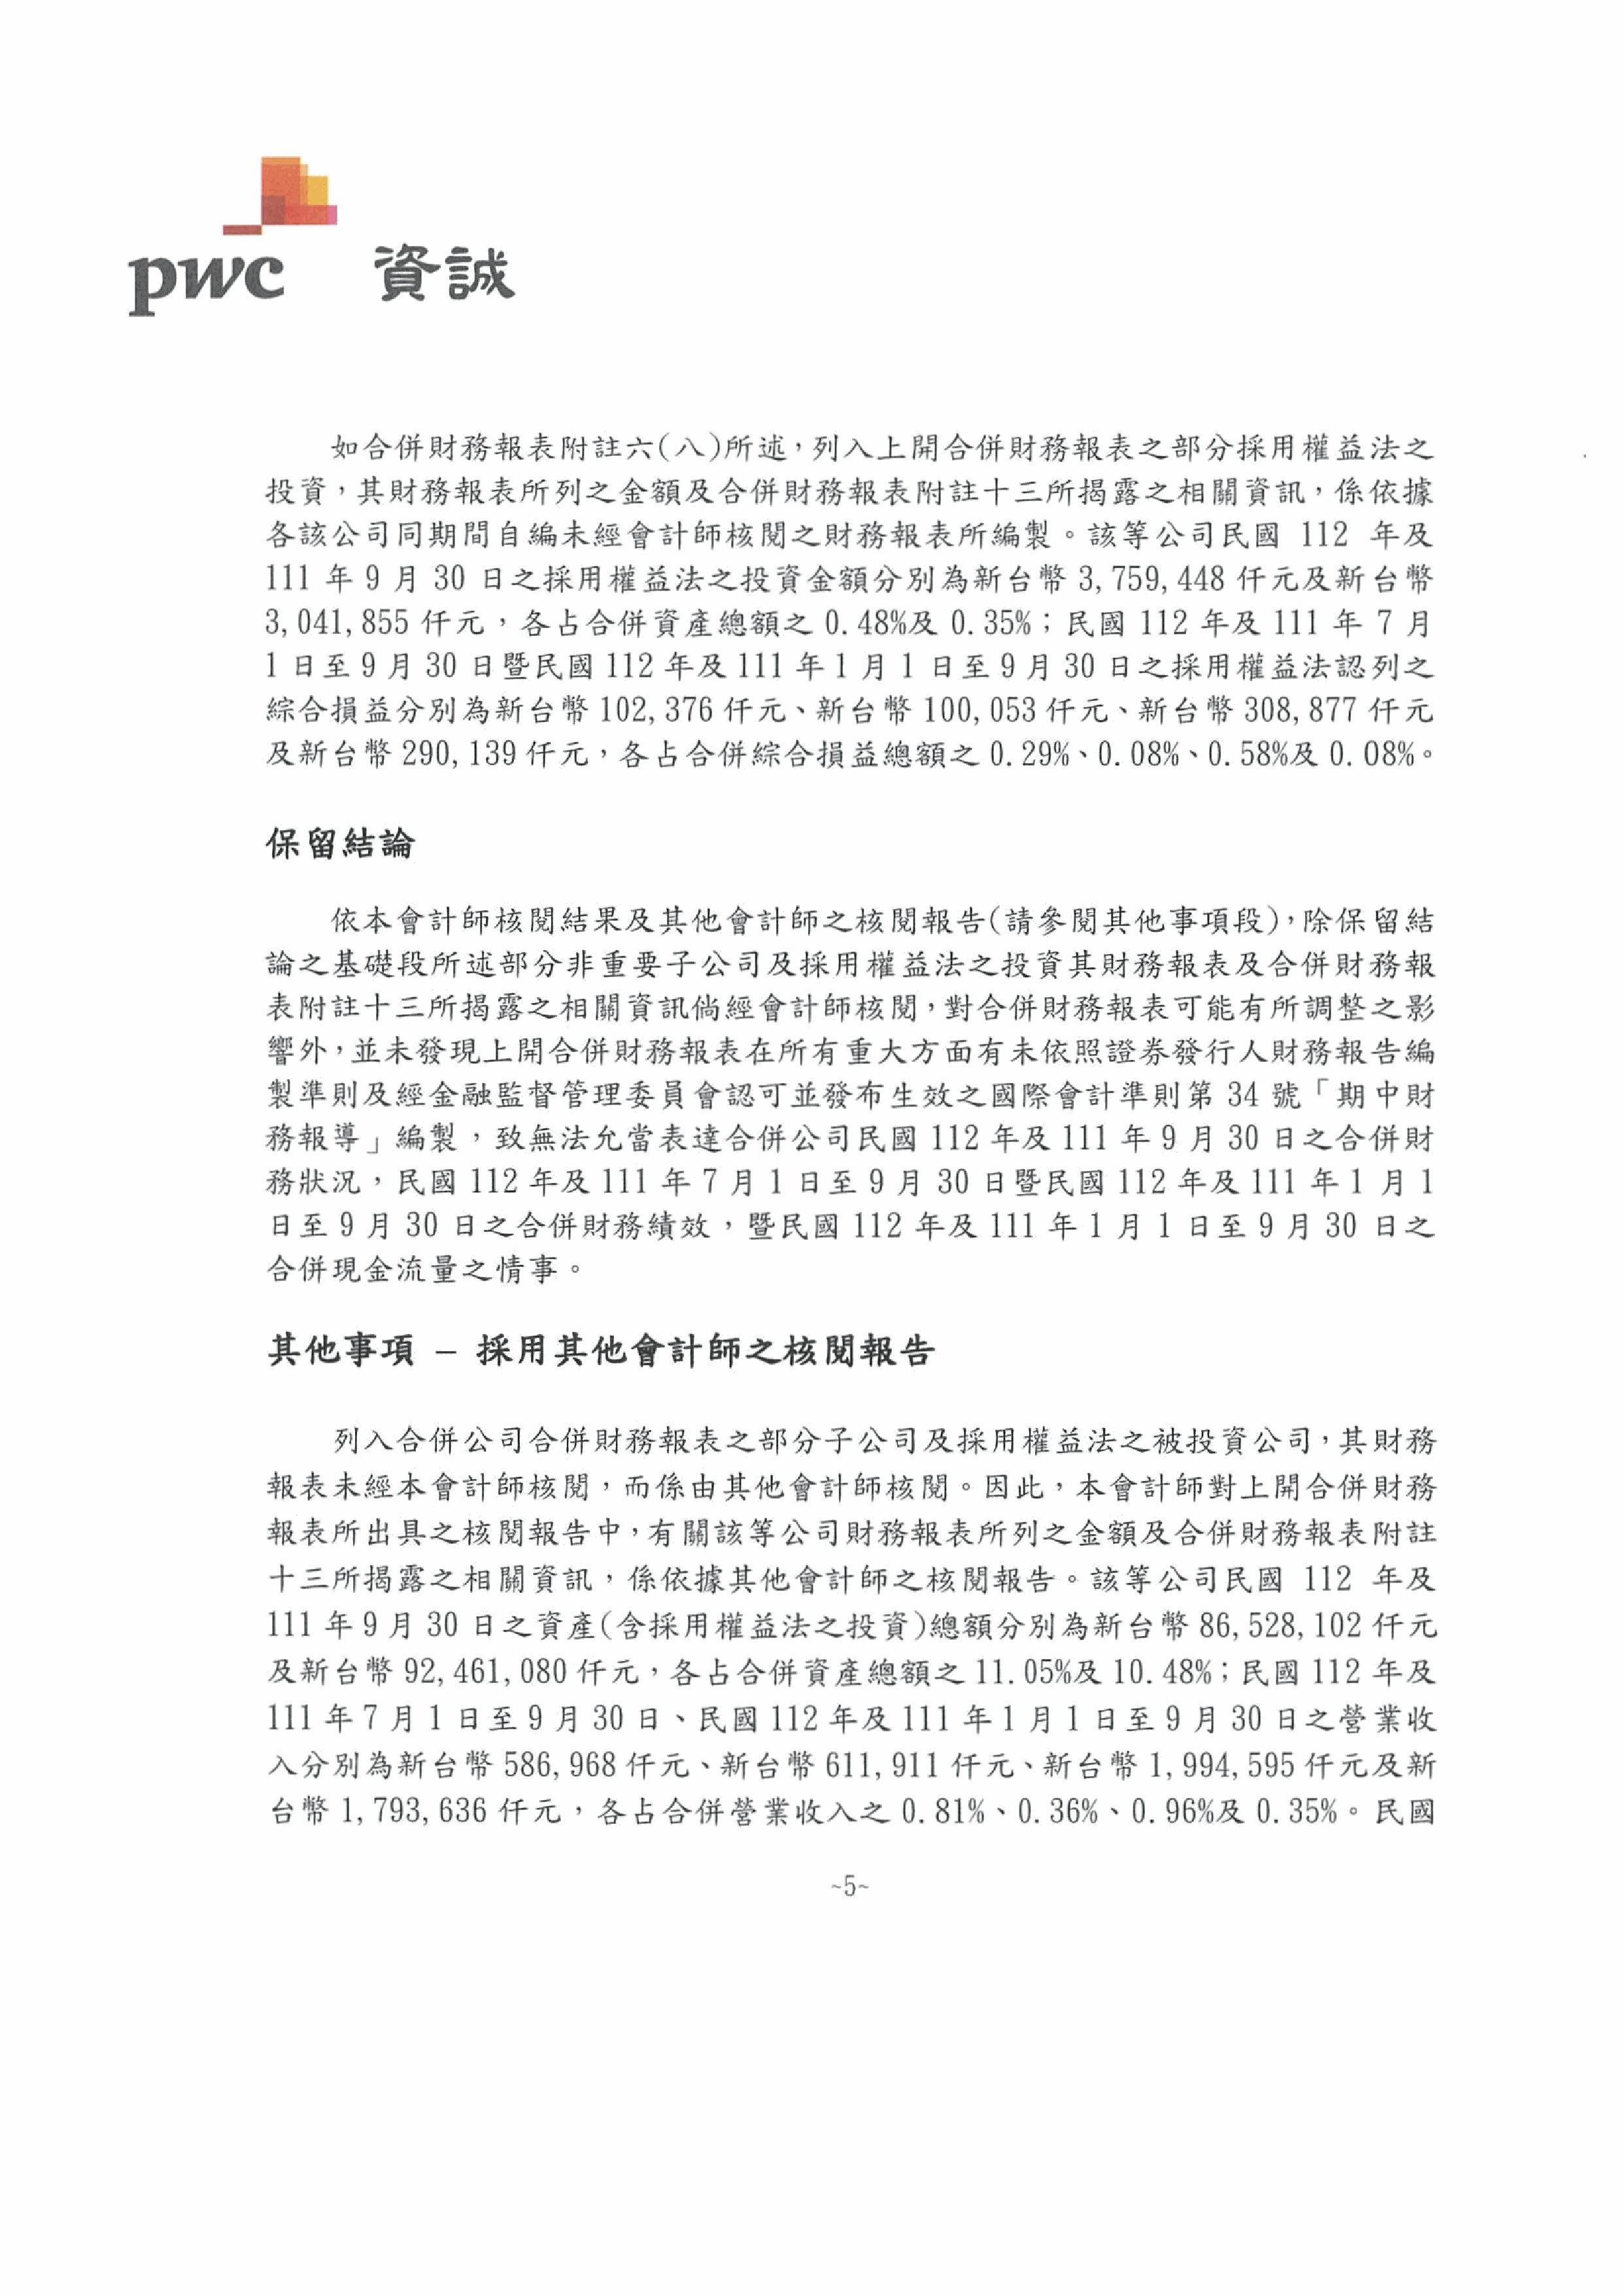 pwc 資誠
如合併財務報表附註六(八)所述，列入上開合併財務報表之部分採用權益法之
投資，其財務報表所列之金額及合併財務報表附註十三所揭露之相關資訊，係依據
各該公司同期間自編未經會計師核閱之財務報表所編製。該等公司民國 112 年及
111 年 9 月 30 日之採用權益法之投資金額分別為新台幣 3,759,448 仟元及新台幣
3,041,855 仟元，各占合併資產總額之 0.48%及 0.35%；民國 112 年及 111 年 7 月
1 日至 9 月 30 日暨民國 112 年及 111 年 1 月 1 日至 9 月 30 日之採用權益法認列之
綜合損益分別為新台幣 102,376 仟元、新台幣 100,053 仟元、新台幣 308,877 仟元
及新台幣 290,139 仟元，各占合併綜合損益總額之 0.29%、0.08%、0.58%及 0.08%。
保留結論
依本會計師核閱結果及其他會計師之核閱報告(請參閱其他事項段)，除保留結
論之基礎段所述部分非重要子公司及採用權益法之投資其財務報表及合併財務報
表附註十三所揭露之相關資訊倘經會計師核閱，對合併財務報表可能有所調整之影
響外，並未發現上開合併財務報表在所有重大方面有未依照證券發行人財務報告編
製準則及經金融監督管理委員會認可並發布生效之國際會計準則第 34 號「期中財
務報導」編製，致無法允當表達合併公司民國 112 年及 111 年 9 月 30 日之合併財
務狀況，民國 112 年及 111 年 7 月 1 日至 9 月 30 日暨民國 112 年及 111 年 1 月 1
日至 9 月 30 日之合併財務績效，暨民國 112 年及 111 年 1 月 1 日至 9 月 30 日之
合併現金流量之情事。
其他事項 – 採用其他會計師之核閱報告
列入合併公司合併財務報表之部分子公司及採用權益法之被投資公司，其財務
報表未經本會計師核閱，而係由其他會計師核閱。因此，本會計師對上開合併財務
報表所出具之核閱報告中，有關該等公司財務報表所列之金額及合併財務報表附註
十三所揭露之相關資訊，係依據其他會計師之核閱報告。該等公司民國 112 年及
111 年 9 月 30 日之資產(含採用權益法之投資)總額分別為新台幣 86,528,102 仟元
及新台幣 92,461,080 仟元，各占合併資產總額之 11.05%及 10.48%；民國 112 年及
111 年 7 月 1 日至 9 月 30 日、民國 112 年及 111 年 1 月 1 日至 9 月 30 日之營業收
入分別為新台幣 586,968 仟元、新台幣 611,911 仟元、新台幣 1,994,595 仟元及新
台幣 1,793,636 仟元，各占合併營業收入之 0.81%、0.36%、0.96%及 0.35%。民國
~5~